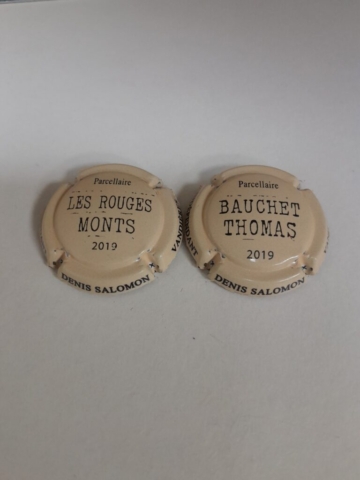 Parcellaire
LES ROUGES
MONTS
2019
DENIS SALOMON
Parcellaire
BAUCHET
THOMAS
2019
DENIS SALOMON